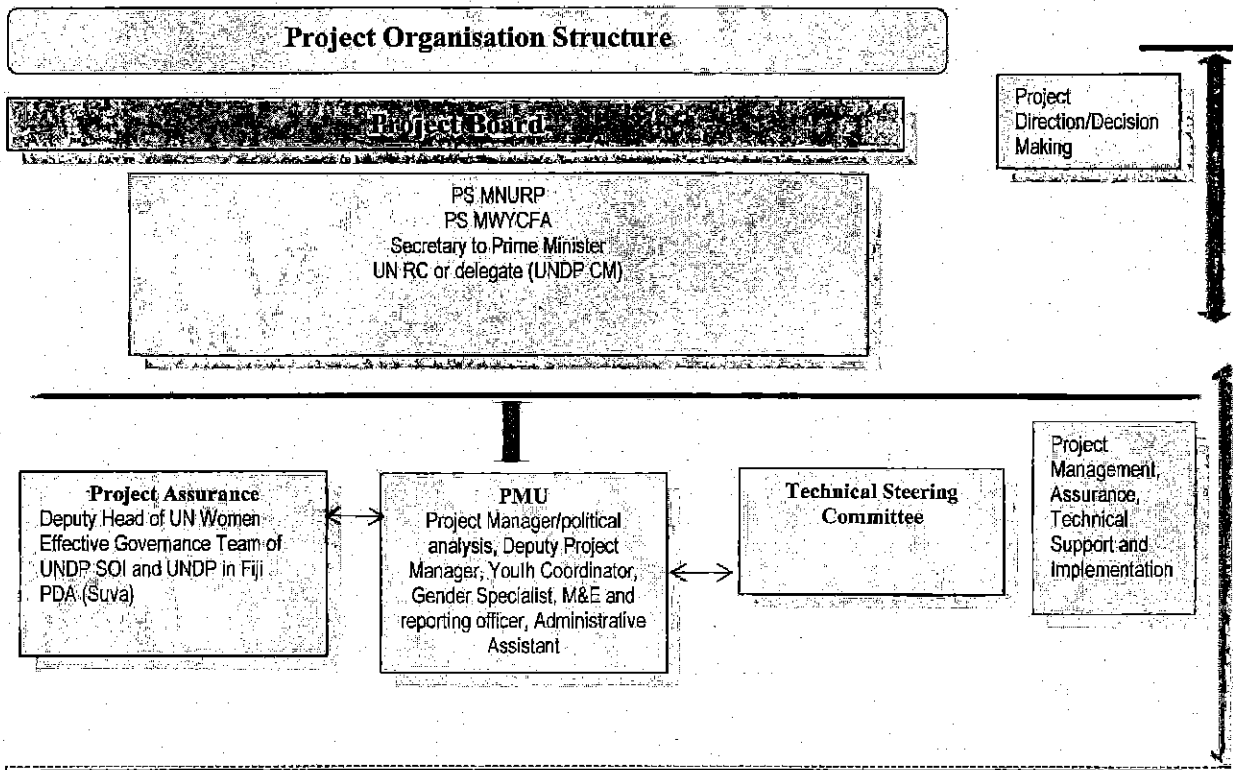 Project Organisation Structure
Project Board
PS MNURP
PS MWYCFA
Secretary to Prime Minister
UN RC or delegate (UNDP CM)
Project
Direction/Decision
Making
Project Assurance
Deputy Head of UN Women
Effective Governance Team of
UNDP SOI and UNDP in Fiji
PDA (Suva)
PMU
Project Manager/political
analysis, Deputy Project
Manager, Youth Coordinator,
Gender Specialist, M&E and
reporting officer, Administrative
Assistant
Technical Steering
Committee
Project
Management,
Assurance,
Technical
Support and
Implementation